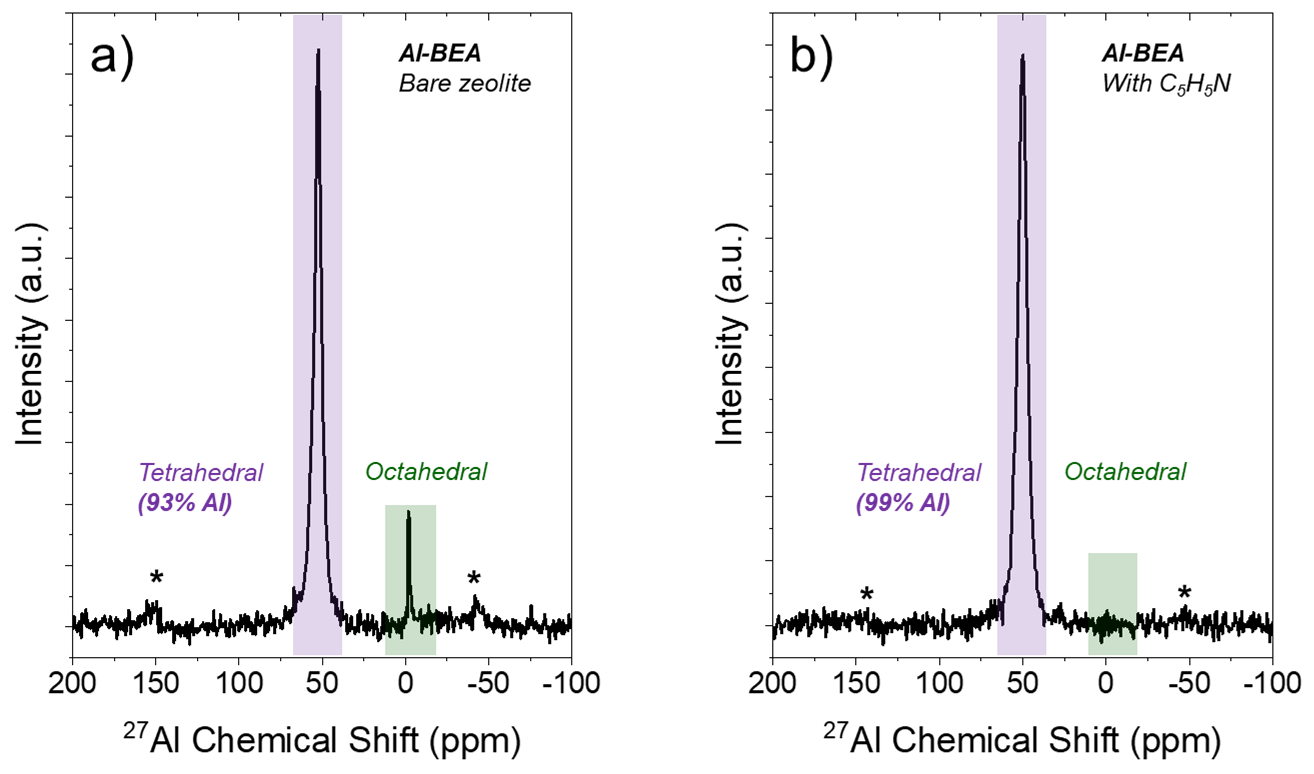 a)
Al-BEA
Bare zeolite
Intensity (a.u.)
Tetrahedral
(93% Al)
Octahedral
*
*
200 150 100 50 0 -50 -100
²⁷Al Chemical Shift (ppm)
b)
Al-BEA
With C₅H₅N
Intensity (a.u.)
Tetrahedral
(99% Al)
Octahedral
*
*
200 150 100 50 0 -50 -100
²⁷Al Chemical Shift (ppm)